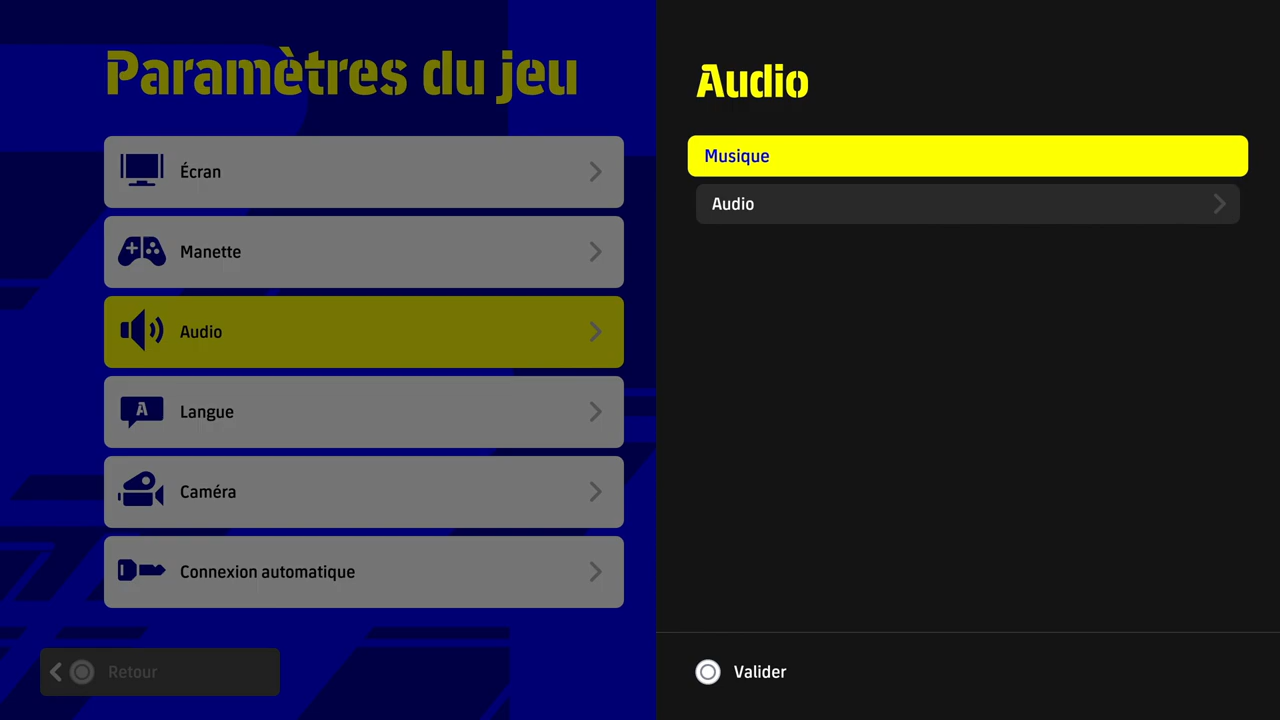 Paramètres du jeu
Écran
Manette
Audio
A
Langue
Caméra
Connexion automatique
Retour
Audio
Musique
Audio
Valider